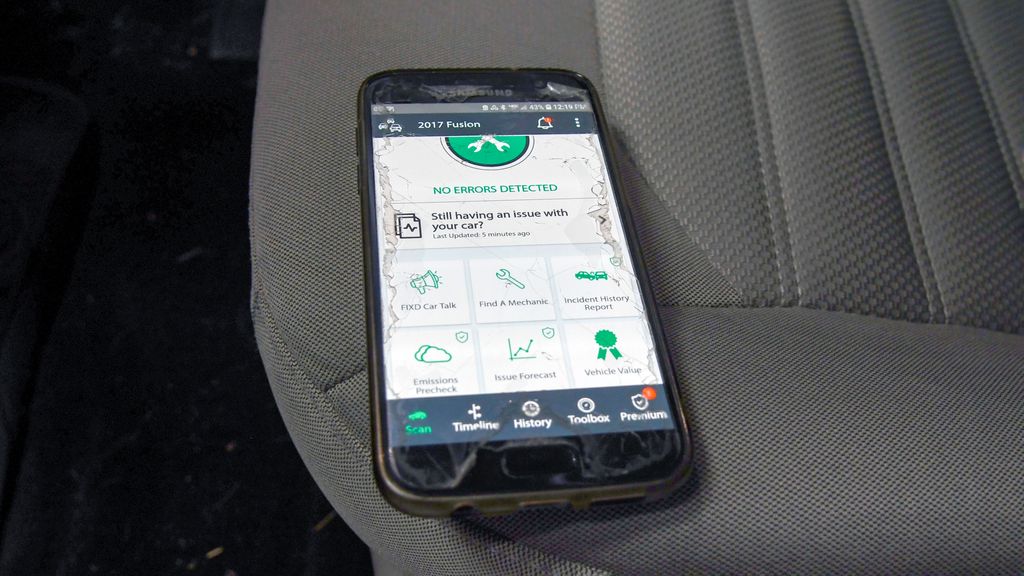 SAMSUNG
43% 12:19 PM
2017 Fusion
NO ERRORS DETECTED
Still having an issue with
your car?
Last Updated: 5 minutes ago
FIXD Car Talk
Find A Mechanic
Incident History
Report
Emissions
Precheck
Issue Forecast
Vehicle Value
Scan
Timeline
History
Toolbox
Premium